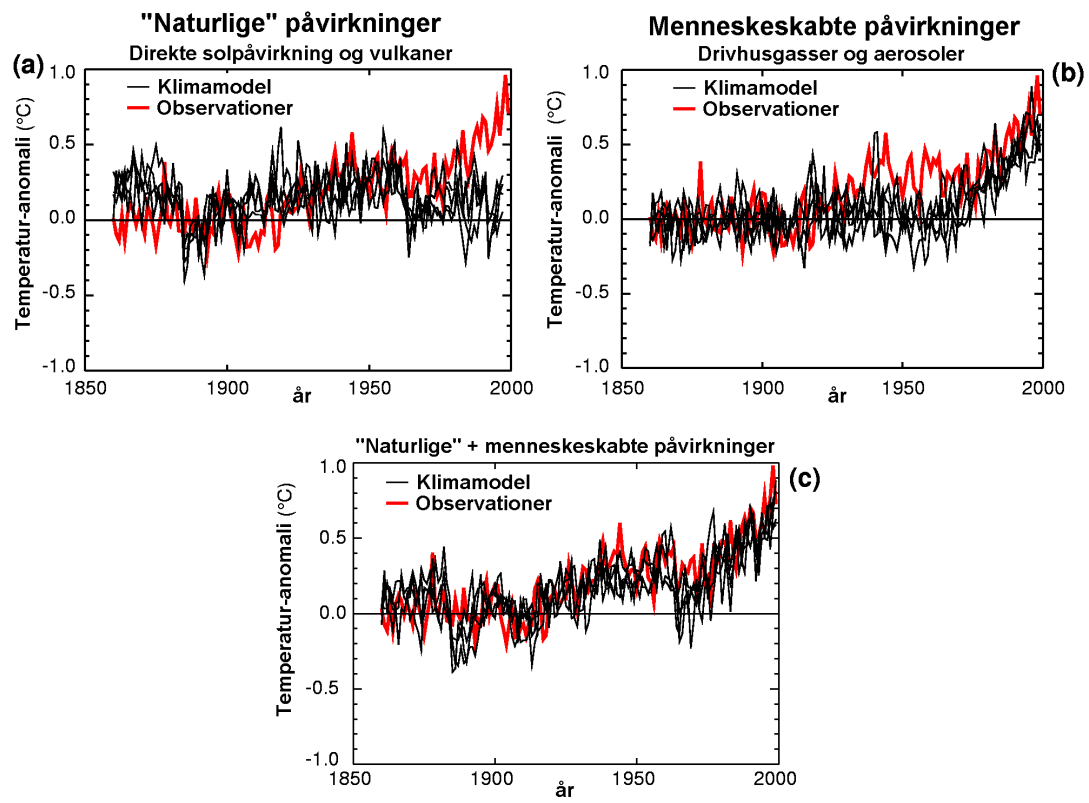 "Naturlige" påvirkninger
Direkte solpåvirkning og vulkaner
(a)
Klimamodel
Observationer
Temperatur-anomali (°C)
1.0
0.5
0.0
-0.5
-1.0
1850
1900
1950
2000
år
Menneskeskabte påvirkninger
Drivhusgasser og aerosoler
(b)
Klimamodel
Observationer
Temperatur-anomali (°C)
1.0
0.5
0.0
-0.5
-1.0
1850
1900
1950
2000
år
"Naturlige" + menneskeskabte påvirkninger
(c)
Klimamodel
Observationer
Temperatur-anomali (°C)
1.0
0.5
0.0
-0.5
-1.0
1850
1900
1950
2000
år